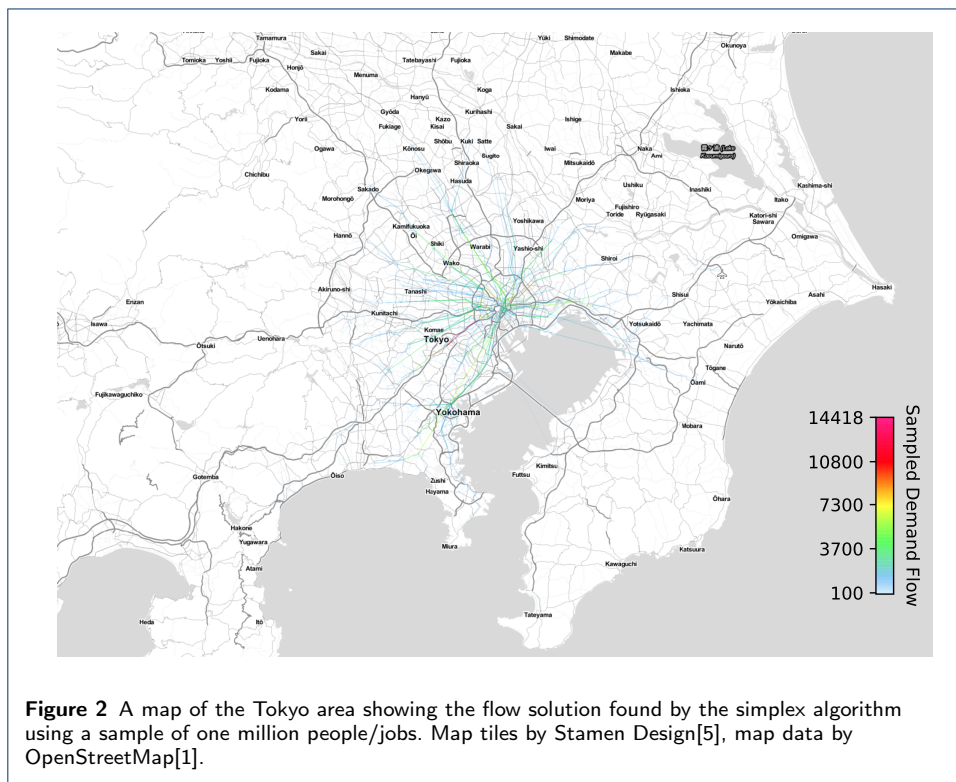 Tamamura
Sakai
Tatebayashi
Fujioka
Yūki
Shimodate
Makabe
Okunoya
Tomioka
Yoshii
Fujioka
Honjō
Menuma
Kodama
Hanyū
Koga
Ishioka
Gyōda
Kazo
Kurihashi
Yorii
Fukiage
Kisai
Sakai
Ishige
Ogawa
Kōnosu
Shōbu
Kuki
Satte
Iwai
Naka
Ami
Sugito
Chichibu
Okegawa
Shiraoka
Mitsukaidō
Hasuda
Sakado
Ushiku
Inashiki
Kashima-shi
Morohongō
Moriya
Fujishiro
Toride
Ryūgasaki
Itako
Katori-shi
Sawara
Kamifukuoka
Ōi
Yoshikawa
Hannō
Shiki
Warabi
Yashio-shi
Omigawa
Wako
Shiroi
Akiruno-shi
Tanashi
Shisui
Hasaki
Enzan
Kunitachi
Yōkaichiba
Asahi
Isawa
Komae
Yotsukaidō
Yachimata
Ōtsuki
Uenohara
Tokyo
Narutō
Tōgane
Fujikawaguchiko
Ōami
Yokohama
Mobara
Gotemba
Ōiso
Zushi
Hayama
Futtsu
Kimitsu
Ōhara
Hakone
Yugawara
Miura
Katsuura
Atami
Kawaguchi
Heda
Itō
Tateyama
14418
10800
7300
3700
100
Sampled Demand Flow
Figure 2 A map of the Tokyo area showing the flow solution found by the simplex algorithm
using a sample of one million people/jobs. Map tiles by Stamen Design[5], map data by
OpenStreetMap[1].